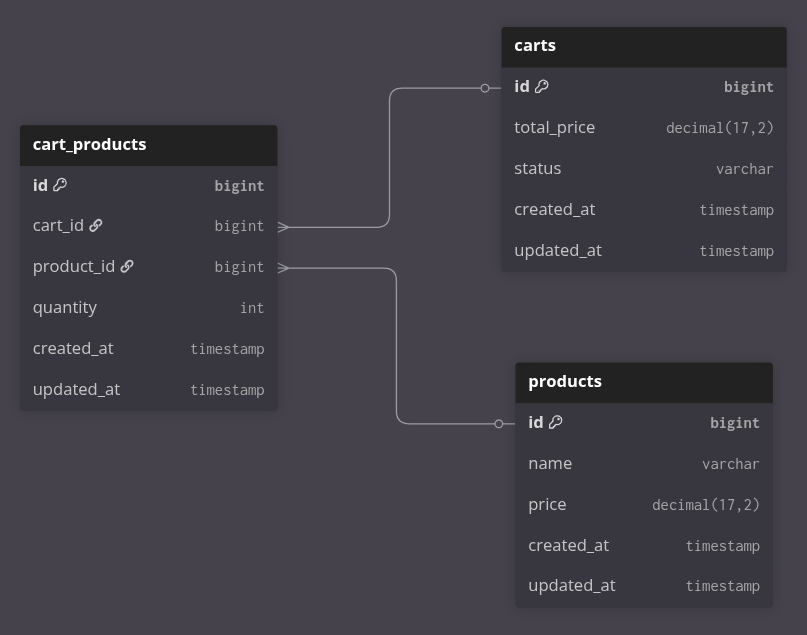 cart_products
id bigint
cart_id bigint
product_id bigint
quantity int
created_at timestamp
updated_at timestamp
carts
id bigint
total_price decimal(17,2)
status varchar
created_at timestamp
updated_at timestamp
products
id bigint
name varchar
price decimal(17,2)
created_at timestamp
updated_at timestamp